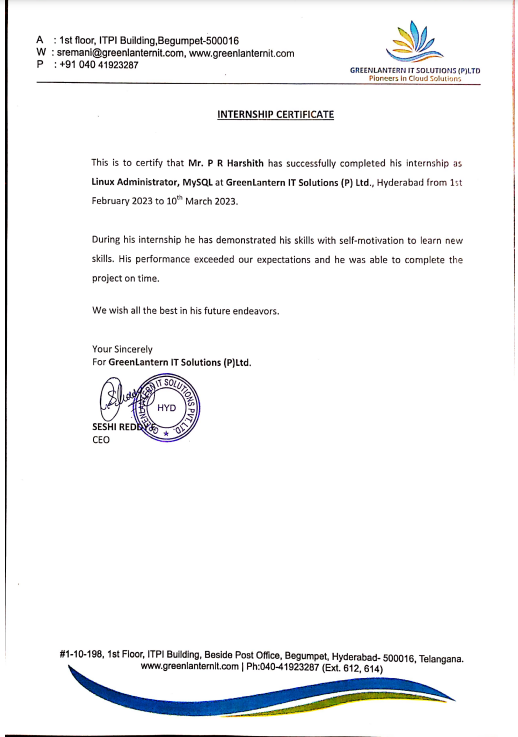 A : 1st floor, ITPI Building,Begumpet-500016
W : sremani@greenlanternit.com, www.greenlanternit.com
P : +91 040 41923287
GREENLANTERN IT SOLUTIONS (P)LTD
Pioneers in Cloud Solutions
INTERNSHIP CERTIFICATE
This is to certify that Mr. P R Harshith has successfully completed his internship as
Linux Administrator, MySQL at GreenLantern IT Solutions (P) Ltd., Hyderabad from 1st
February 2023 to 10th March 2023.
During his internship he has demonstrated his skills with self-motivation to learn new
skills. His performance exceeded our expectations and he was able to complete the
project on time.
We wish all the best in his future endeavors.
Your Sincerely
For GreenLantern IT Solutions (P)Ltd.
GREENLANTERN IT SOLUTIONS PVT. LTD.
HYD
SESHI REDDY
CEO
#1-10-198, 1st Floor, ITPI Building, Beside Post Office, Begumpet, Hyderabad- 500016, Telangana.
www.greenlanternit.com | Ph:040-41923287 (Ext. 612, 614)